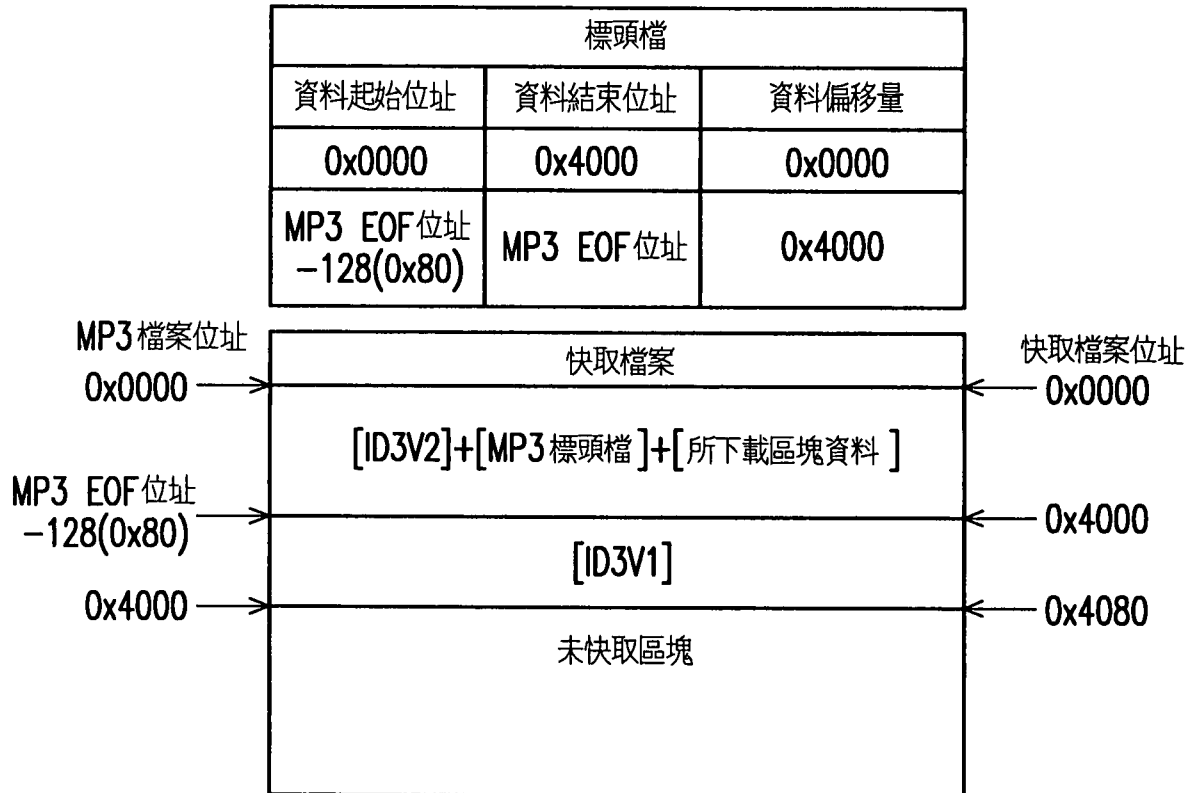 標頭檔
資料起始位址 資料結束位址 資料偏移量
0x0000 0x4000 0x0000
MP3 EOF位址
-128(0x80)
MP3 EOF位址
0x4000
MP3檔案位址
0x0000
快取檔案
快取檔案位址
0x0000
[ID3V2]+[MP3標頭檔]+[所下載區塊資料]
MP3 EOF位址
-128(0x80)
0x4000
[ID3V1]
0x4000
0x4080
未快取區塊